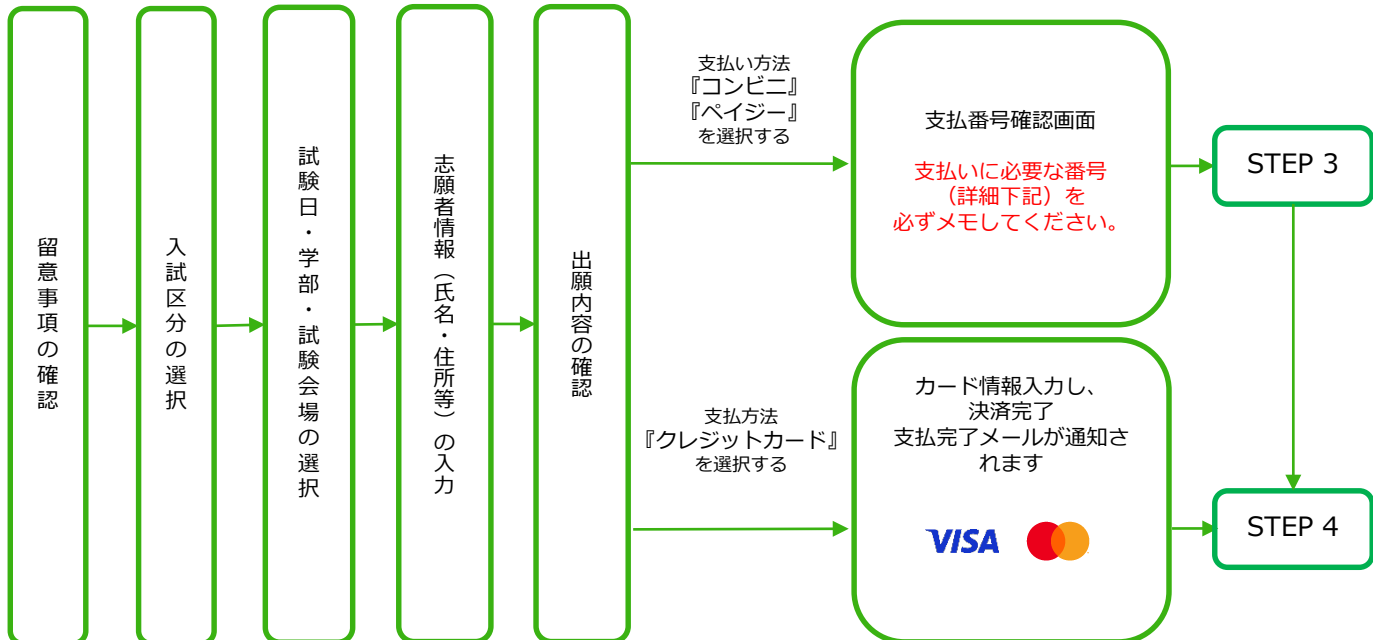 留意事項の確認
入試区分の選択
試験日・学部・試験会場の選択
志願者情報（氏名・住所等）の入力
出願内容の確認
支払い方法
『コンビニ』
『ペイジー』
を選択する
支払番号確認画面
支払いに必要な番号
（詳細下記）を
必ずメモしてください。
STEP 3
支払方法
『クレジットカード』
を選択する
カード情報入力し、
決済完了
支払完了メールが通知さ
れます
VISA
STEP 4